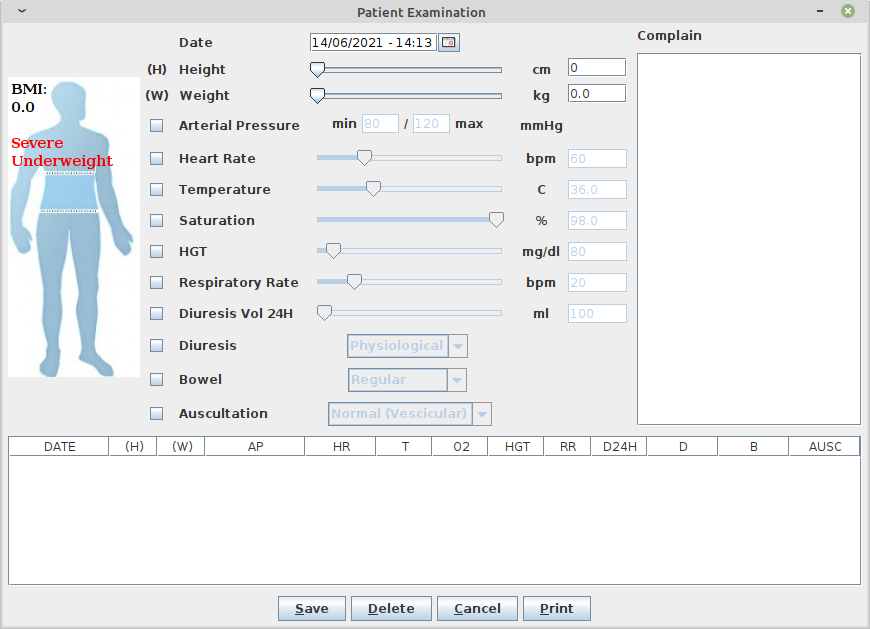 Patient Examination
Date 14/06/2021 - 14:13
Complain
(H) Height cm 0
(W) Weight kg 0.0
BMI:
0.0
Severe
Underweight
Arterial Pressure min 80 / 120 max mmHg
Heart Rate bpm 60
Temperature C 36.0
Saturation % 98.0
HGT mg/dl 80
Respiratory Rate bpm 20
Diuresis Vol 24H ml 100
Diuresis Physiological
Bowel Regular
Auscultation Normal (Vescicular)
DATE (H) (W) AP HR T O2 HGT RR D24H D B AUSC
Save Delete Cancel Print